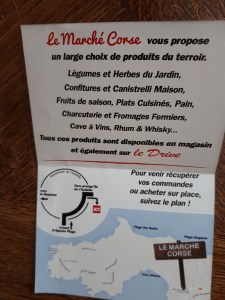 Le Marché Corse vous propose
un large choix de produits du terroir.
Légumes et Herbes du Jardin,
Confitures et Canistrelli Maison,
Fruits de saison, Plats Cuisinés, Pain,
Charcuterie et Fromages Fermiers,
Cave à Vins, Rhum & Whisky...
Tous ces produits sont disponibles en magasin
et également sur le Drive
Pour venir récupérer
vos commandes
ou acheter sur place,
suivez le plan !
LE MARCHÉ
CORSE